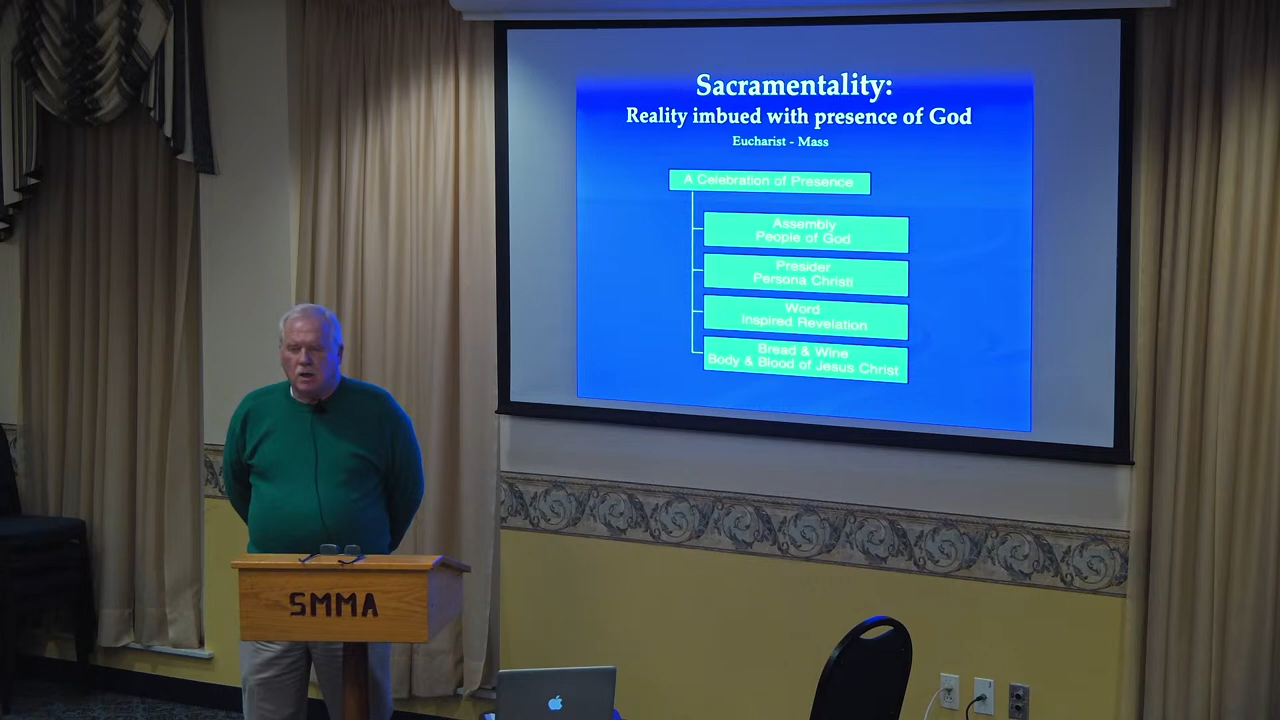 Sacramentality:
Reality imbued with presence of God
Eucharist - Mass
A Celebration of Presence
Assembly
People of God
Presider
Persona Christi
Word
Inspired Revelation
Bread & Wine
Body & Blood of Jesus Christ
SMMA